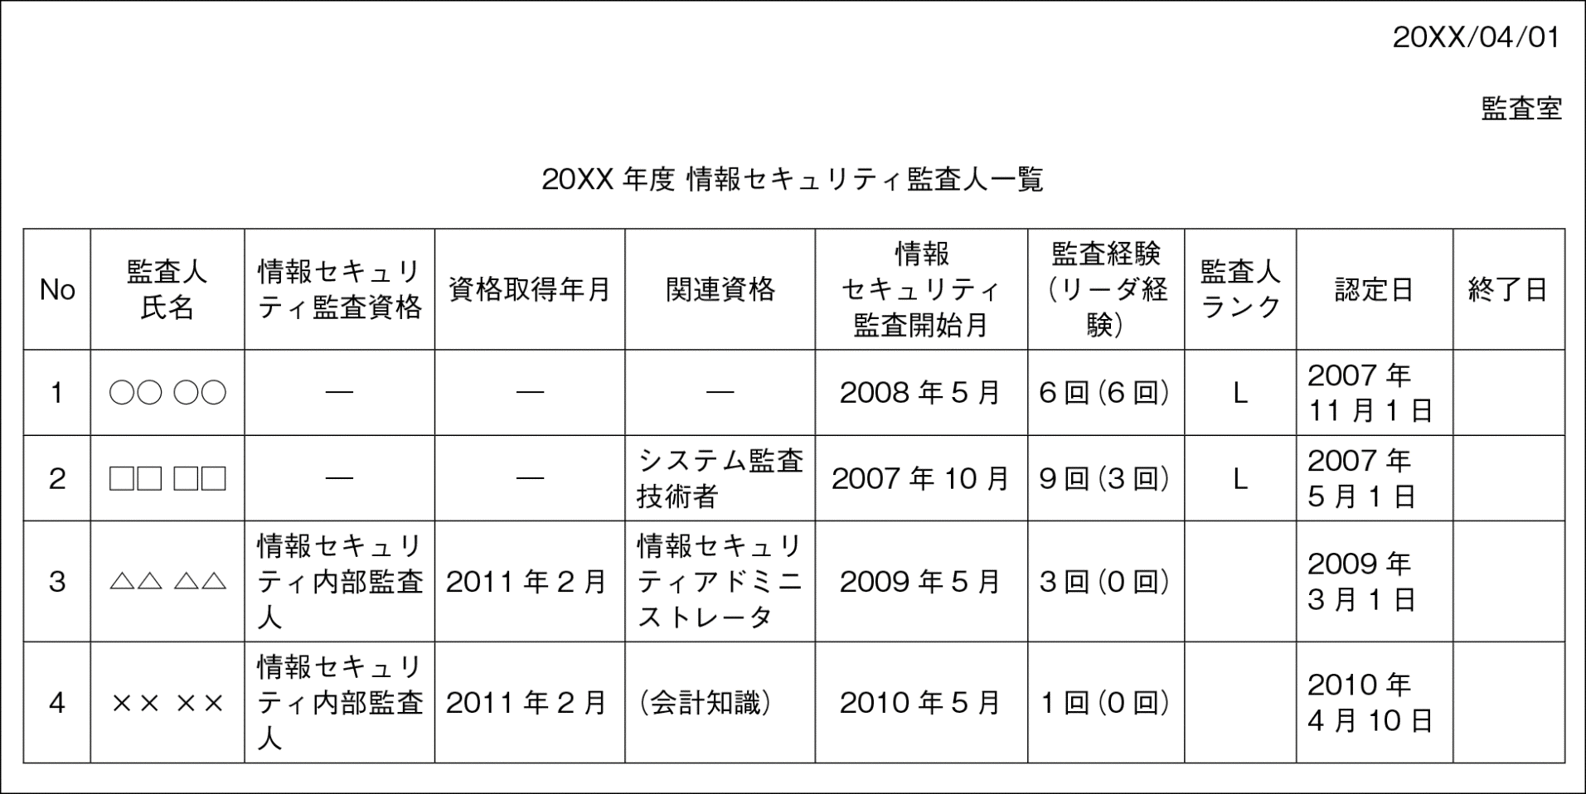 20XX/04/01
監査室
20XX 年度 情報セキュリティ監査人一覧
No
監査人
氏名
情報セキュリ
ティ監査資格
資格取得年月
関連資格
情報
セキュリティ
監査開始月
監査経験
（リーダ経
験）
監査人
ランク
認定日
終了日
1
○○ ○○
—
—
—
2008 年 5 月
6 回（6 回）
L
2007 年
11 月 1 日
2
□□ □□
—
—
システム監査
技術者
2007 年 10 月
9 回（3 回）
L
2007 年
5 月 1 日
3
△△ △△
情報セキュリ
ティ内部監査
人
2011 年 2 月
情報セキュリ
ティアドミニ
ストレータ
2009 年 5 月
3 回（0 回）
2009 年
3 月 1 日
4
×× ××
情報セキュリ
ティ内部監査
人
2011 年 2 月
（会計知識）
2010 年 5 月
1 回（0 回）
2010 年
4 月 10 日